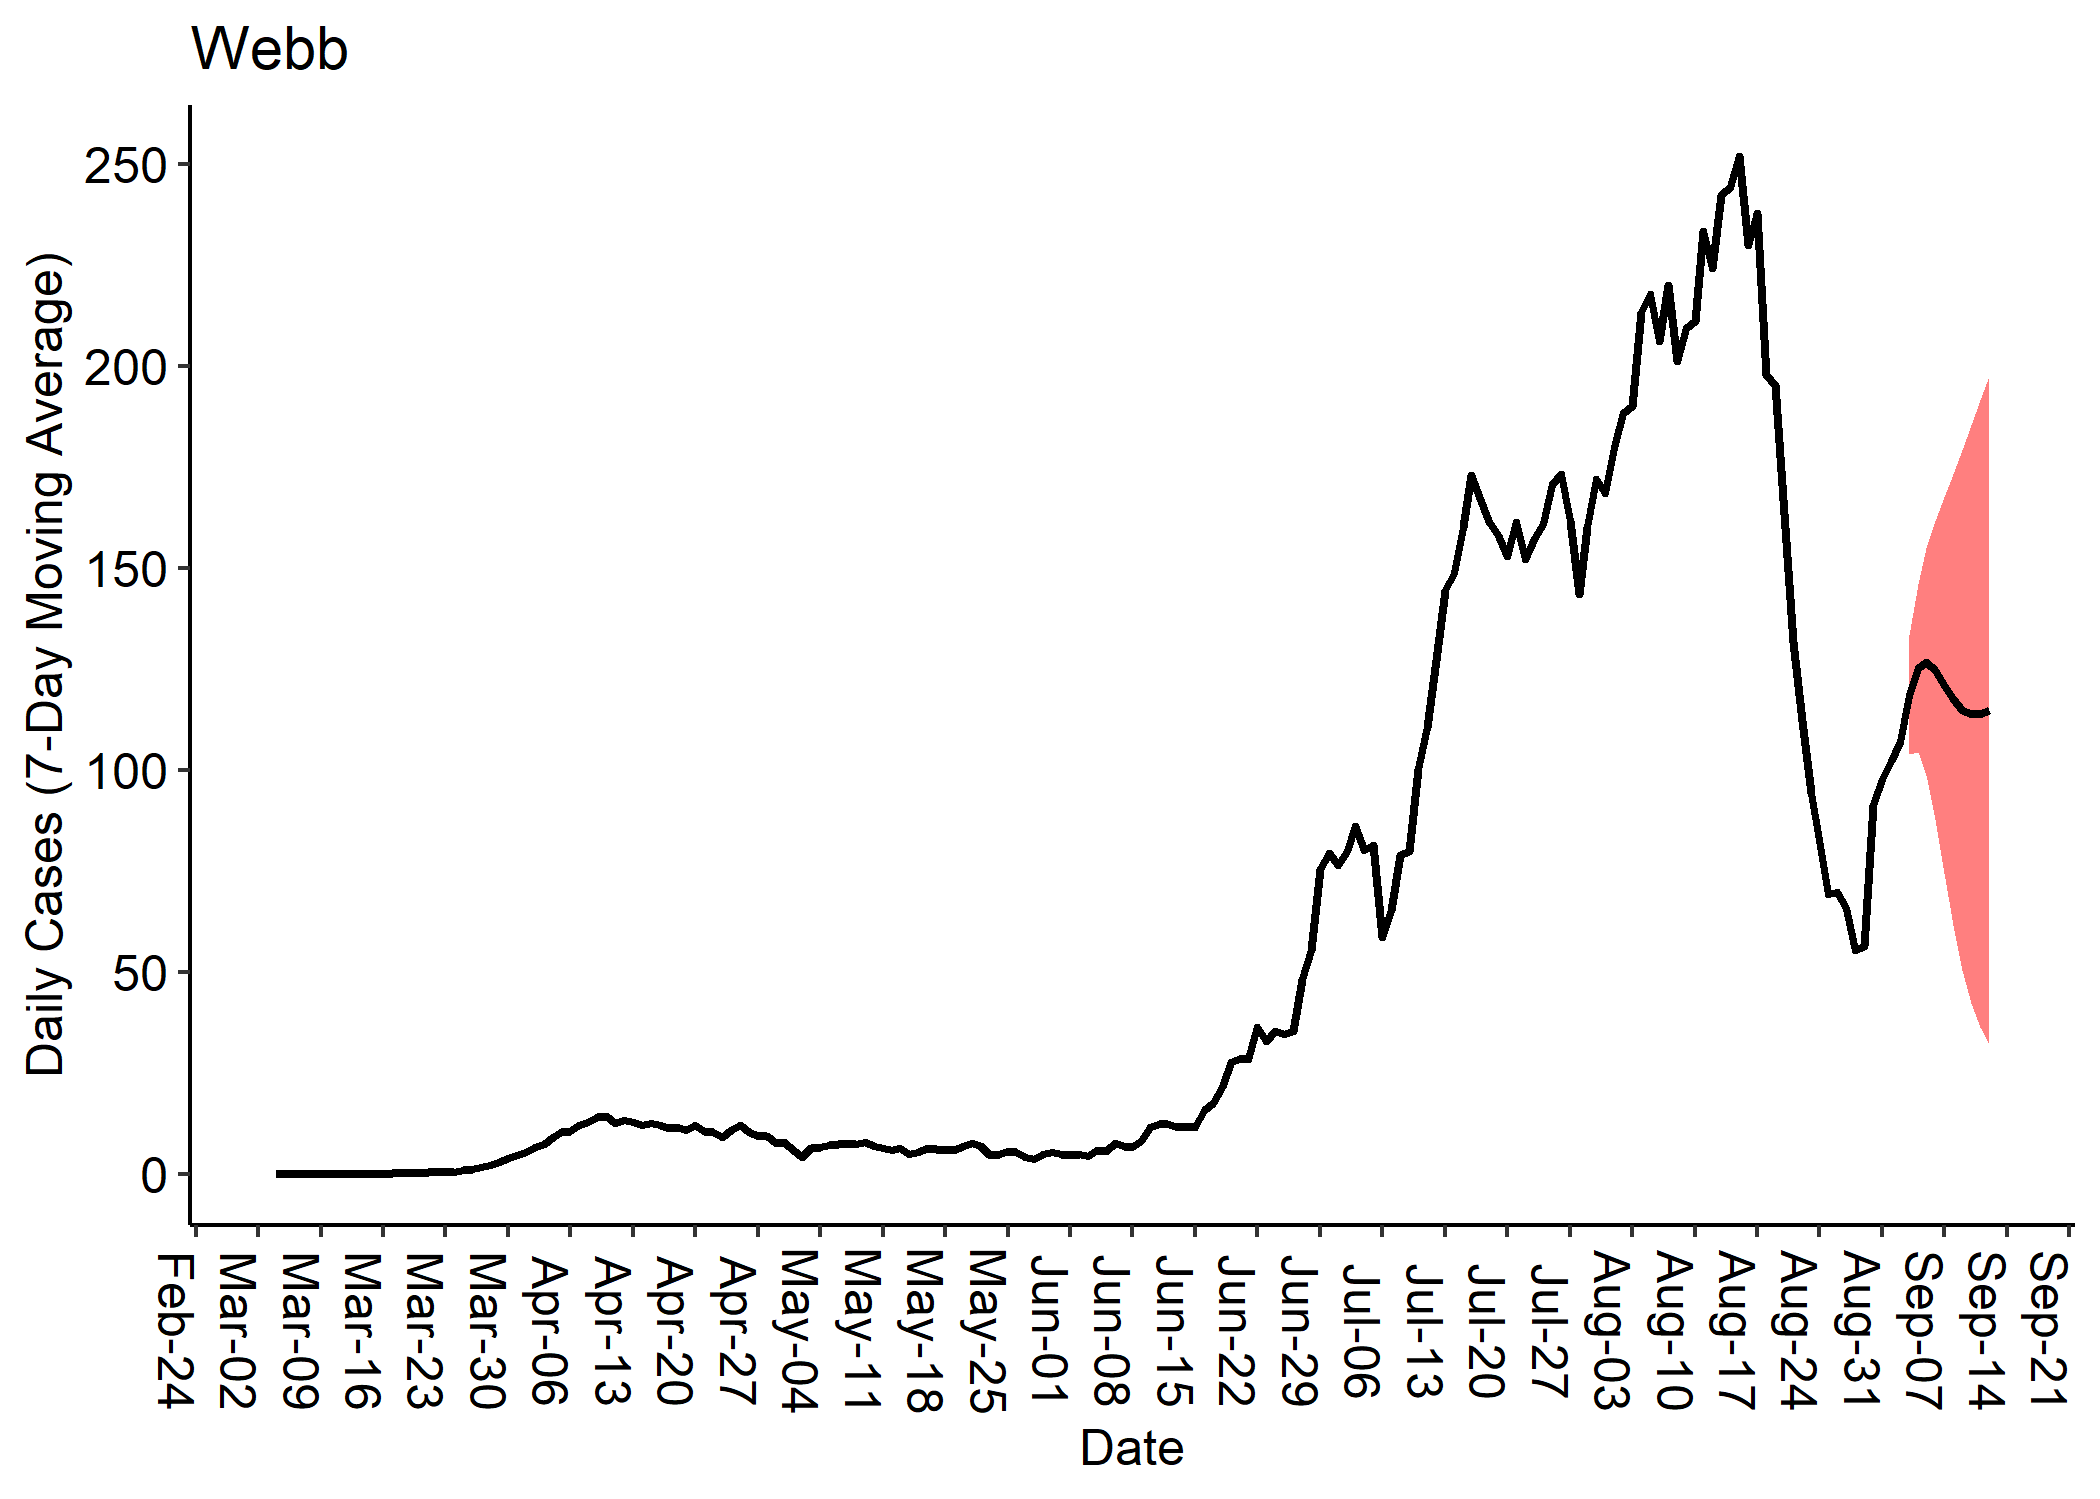 Webb
Daily Cases (7-Day Moving Average)
250
200
150
100
50
0
Feb-24
Mar-02
Mar-09
Mar-16
Mar-23
Mar-30
Apr-06
Apr-13
Apr-20
Apr-27
May-04
May-11
May-18
May-25
Jun-01
Jun-08
Jun-15
Jun-22
Jun-29
Jul-06
Jul-13
Jul-20
Jul-27
Aug-03
Aug-10
Aug-17
Aug-24
Aug-31
Sep-07
Sep-14
Sep-21
Date